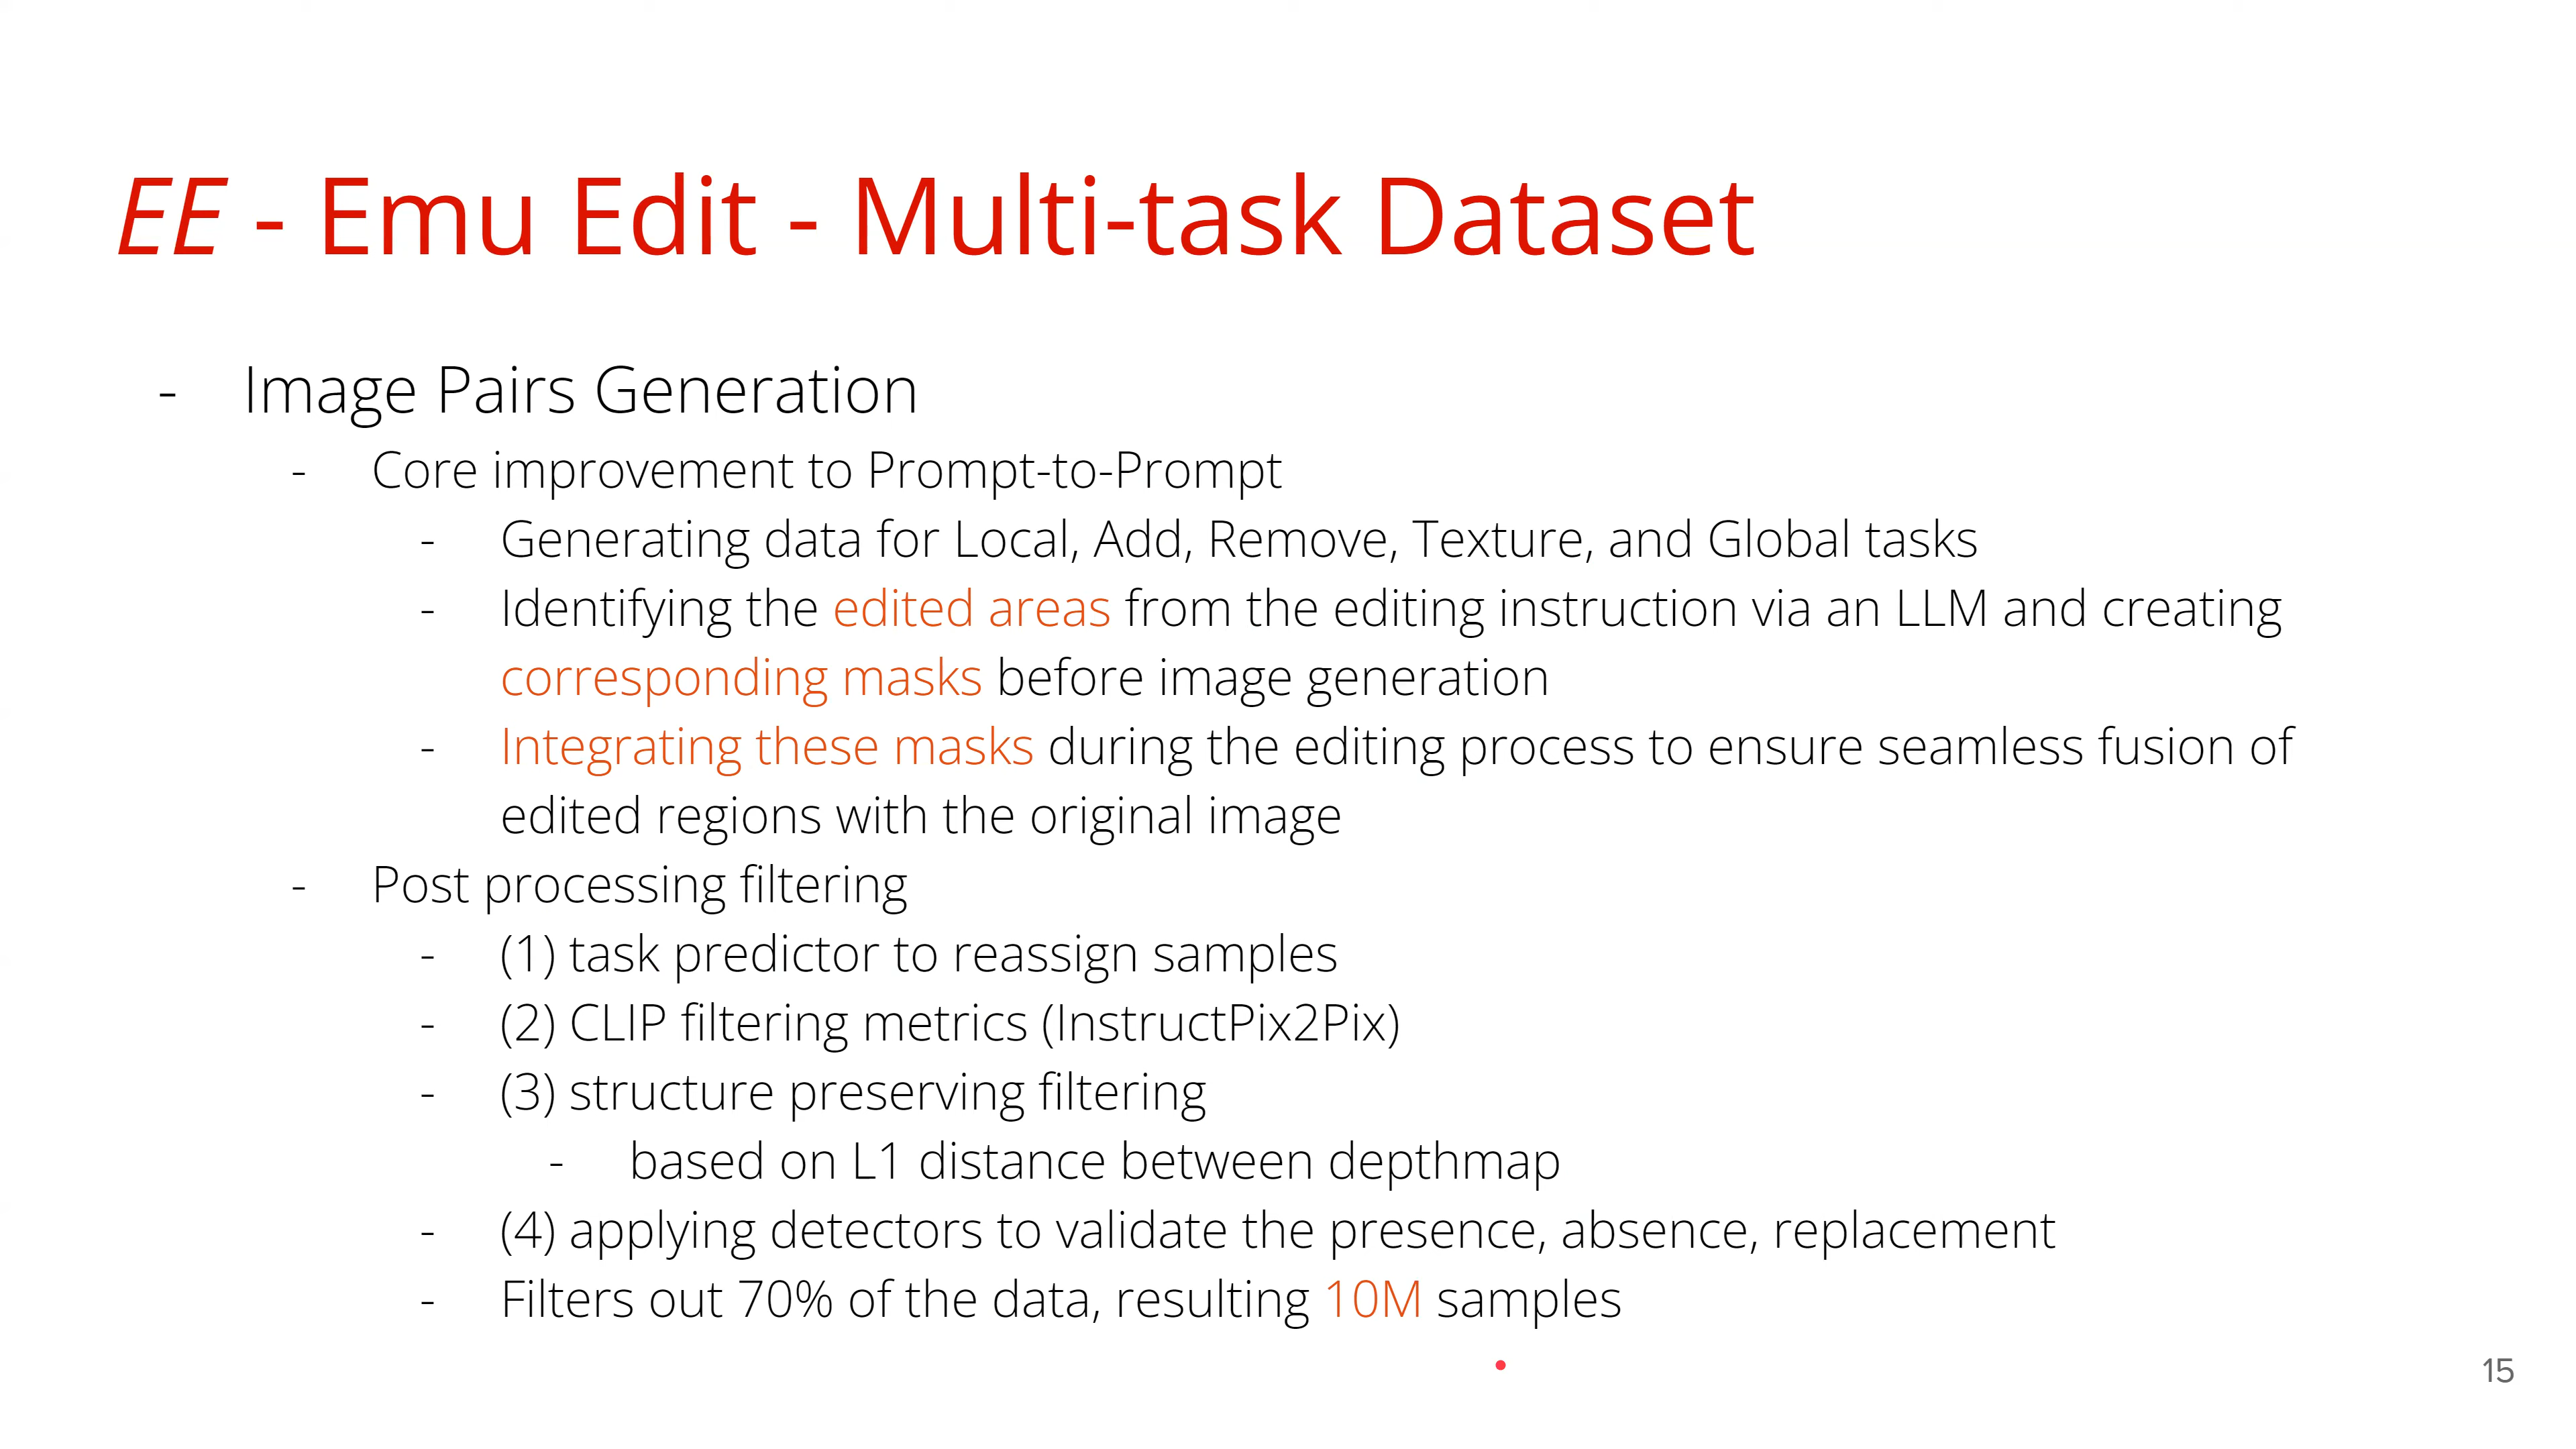 EE - Emu Edit - Multi-task Dataset
- Image Pairs Generation
- Core improvement to Prompt-to-Prompt
- Generating data for Local, Add, Remove, Texture, and Global tasks
- Identifying the edited areas from the editing instruction via an LLM and creating
corresponding masks before image generation
- Integrating these masks during the editing process to ensure seamless fusion of
edited regions with the original image
- Post processing filtering
- (1) task predictor to reassign samples
- (2) CLIP filtering metrics (InstructPix2Pix)
- (3) structure preserving filtering
- based on L1 distance between depthmap
- (4) applying detectors to validate the presence, absence, replacement
- Filters out 70% of the data, resulting 10M samples
15